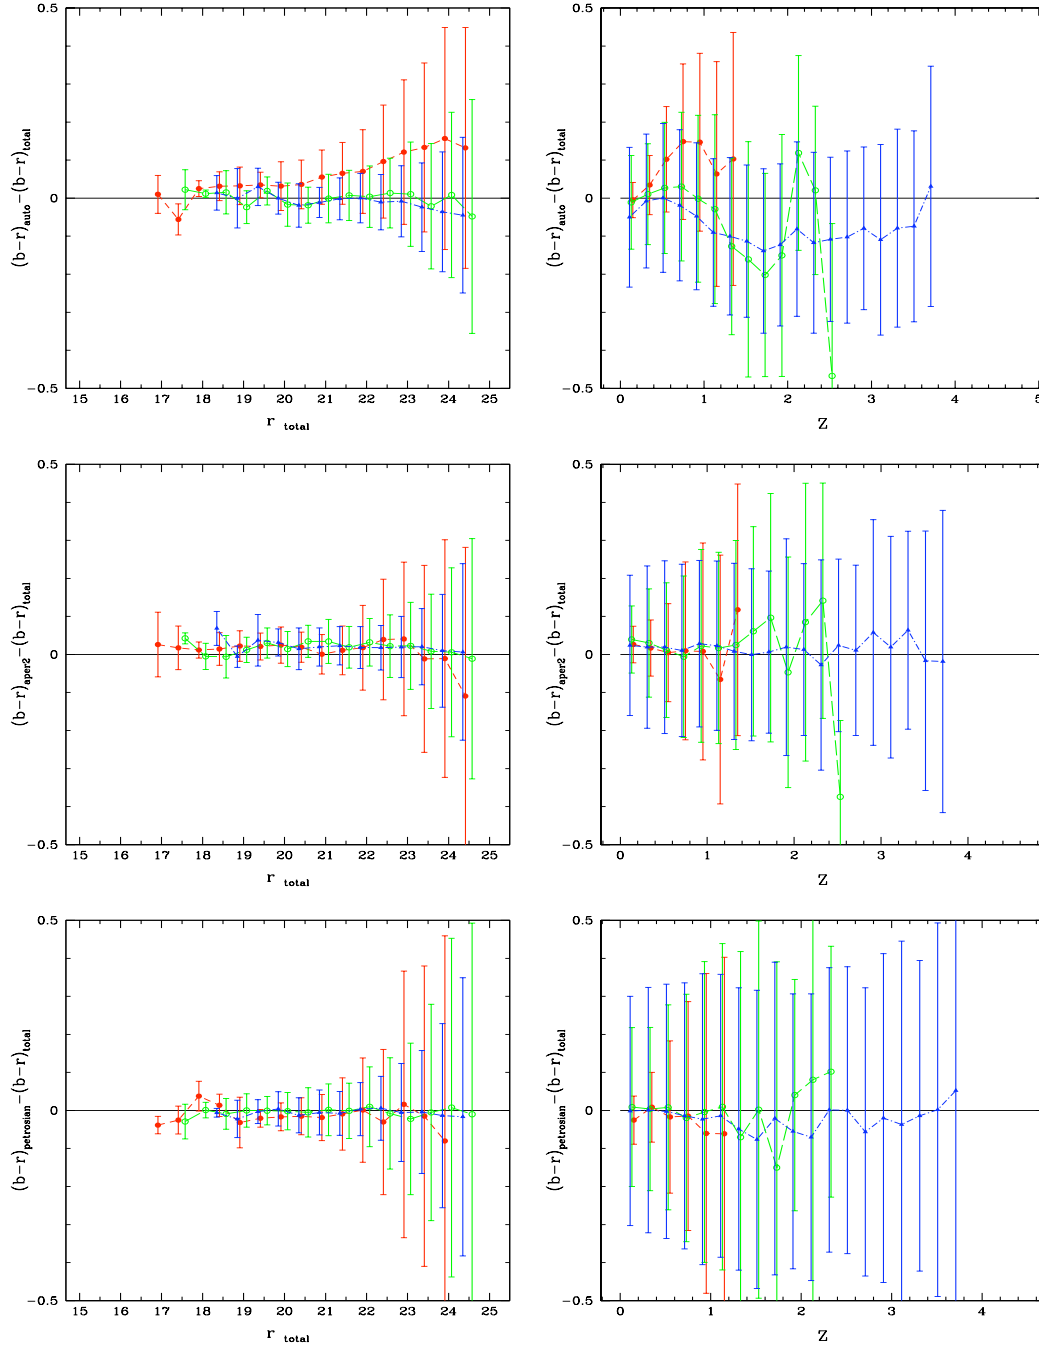 0.5 0.5
(b−r)auto−(b−r)total (b−r)auto−(b−r)total
0 0
−0.5 −0.5
15 16 17 18 19 20 21 22 23 24 25 0 1 2 3 4 5
r total Z
0.5 0.5
(b−r)aper2−(b−r)total (b−r)aper2−(b−r)total
0 0
−0.5 −0.5
15 16 17 18 19 20 21 22 23 24 25 0 1 2 3 4
r total Z
0.5 0.5
(b−r)petrosian−(b−r)total (b−r)petrosian−(b−r)total
0 0
−0.5 −0.5
15 16 17 18 19 20 21 22 23 24 25 0 1 2 3 4
r total Z